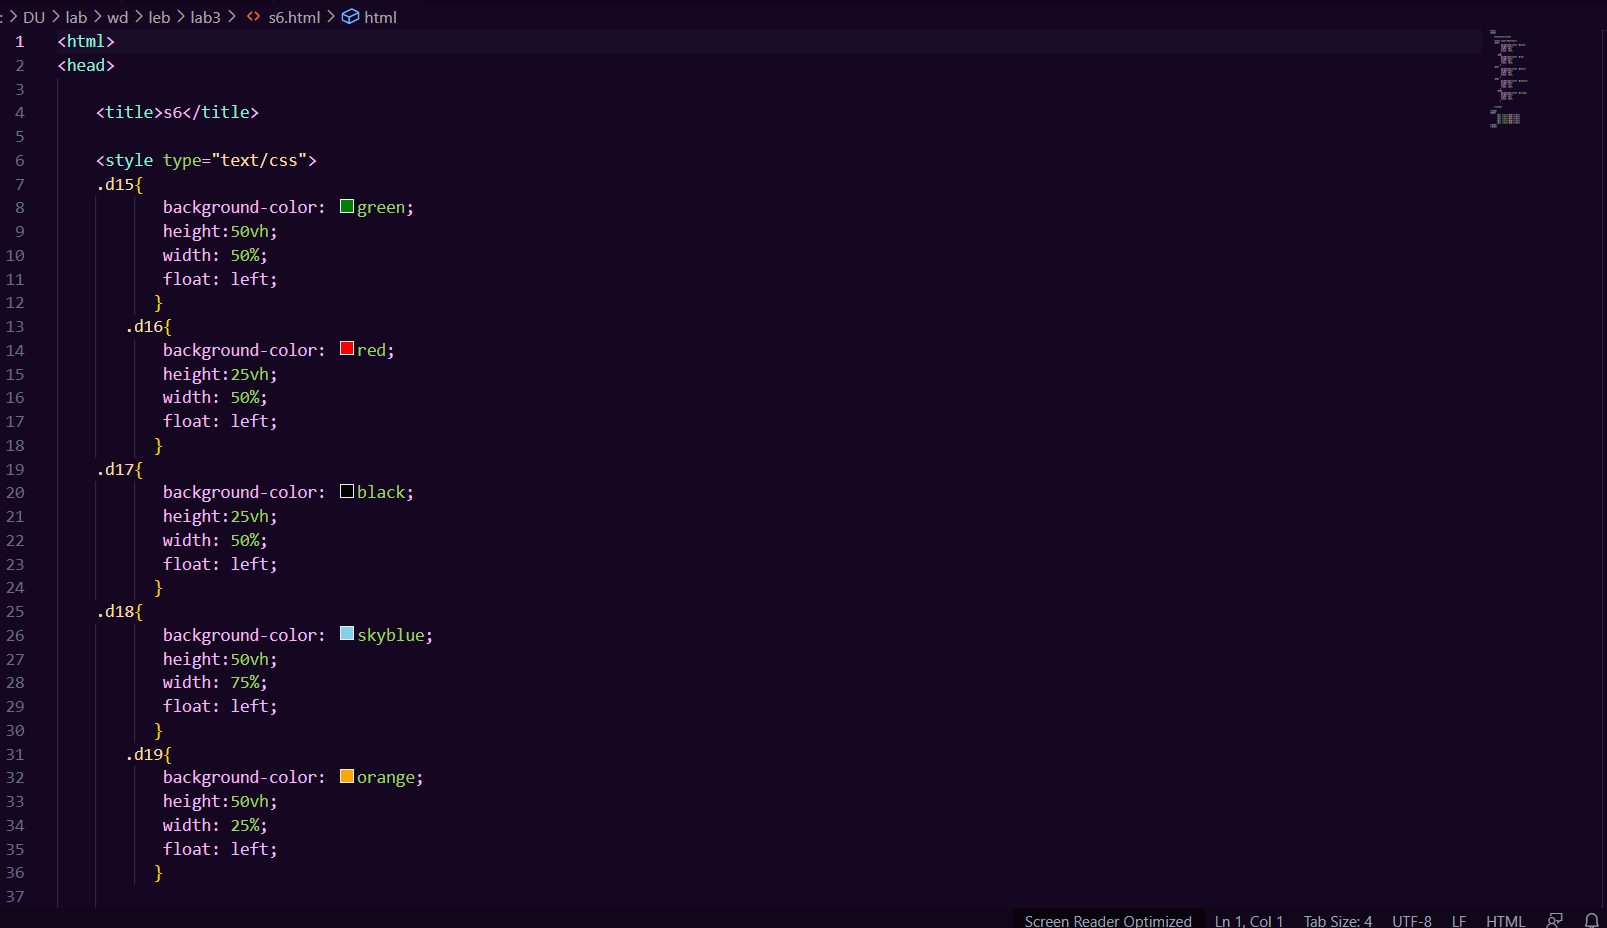 : > DU > lab > wd > leb > lab3 > <> s6.html > html
1 <html>
2 <head>
3
4 <title>s6</title>
5
6 <style type="text/css">
7 .d15{
8 background-color: green;
9 height:50vh;
10 width: 50%;
11 float: left;
12 }
13 .d16{
14 background-color: red;
15 height:25vh;
16 width: 50%;
17 float: left;
18 }
19 .d17{
20 background-color: black;
21 height:25vh;
22 width: 50%;
23 float: left;
24 }
25 .d18{
26 background-color: skyblue;
27 height:50vh;
28 width: 75%;
29 float: left;
30 }
31 .d19{
32 background-color: orange;
33 height:50vh;
34 width: 25%;
35 float: left;
36 }
37
Screen Reader Optimized Ln 1, Col 1 Tab Size: 4 UTF-8 LF HTML